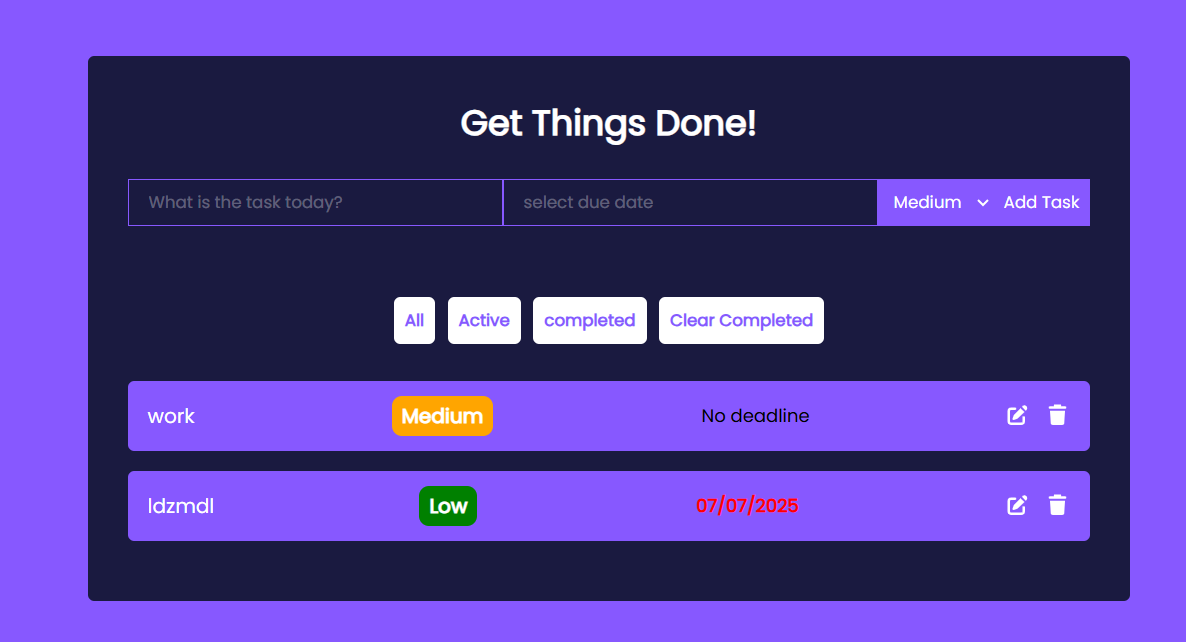 Get Things Done!
What is the task today? select due date Medium Add Task
All Active completed Clear Completed
work Medium No deadline
ldzmdl Low 07/07/2025